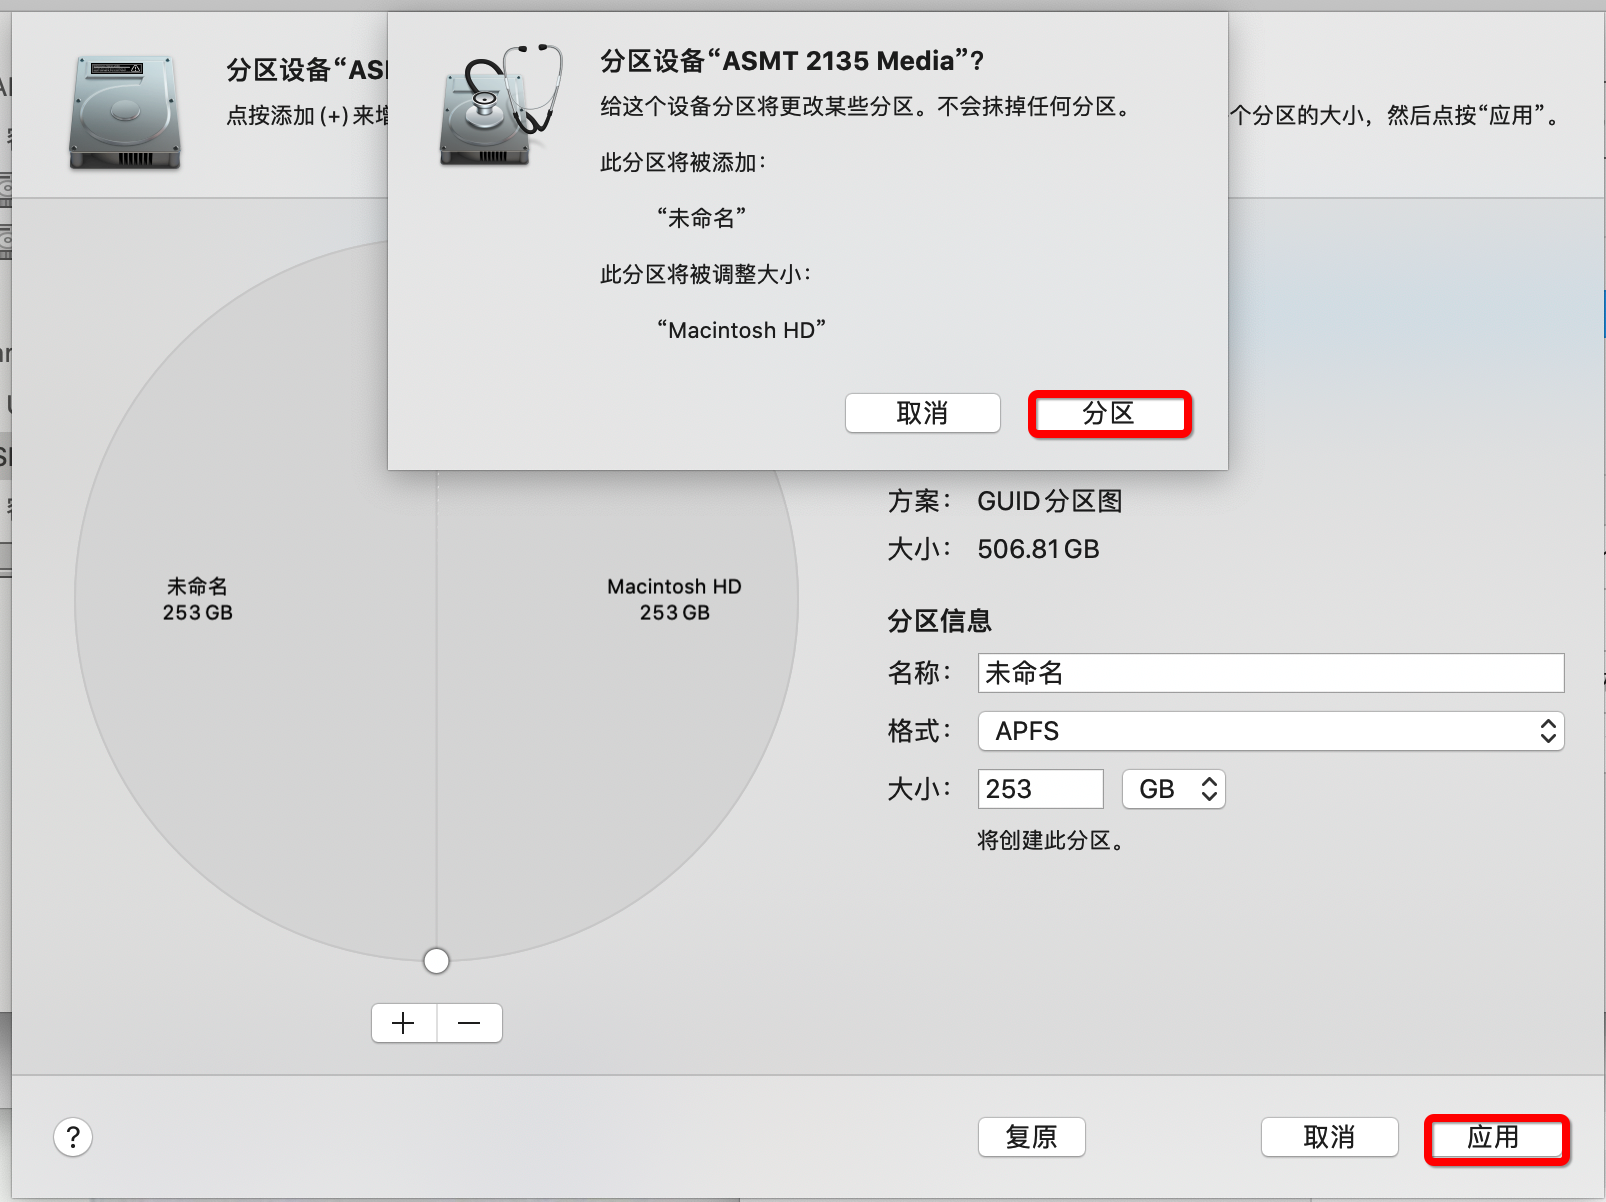 分区设备“ASMT 2135 Media”?
给这个设备分区将更改某些分区。不会抹掉任何分区。
此分区将被添加：
“未命名”
此分区将被调整大小：
“Macintosh HD”
取消
分区
分区设备“AS
点按添加 (+) 来增
个分区的大小，然后点按“应用”。
未命名
253 GB
Macintosh HD
253 GB
方案： GUID分区图
大小： 506.81 GB
分区信息
名称： 未命名
格式： APFS
大小： 253 GB
将创建此分区。
?
复原
取消
应用